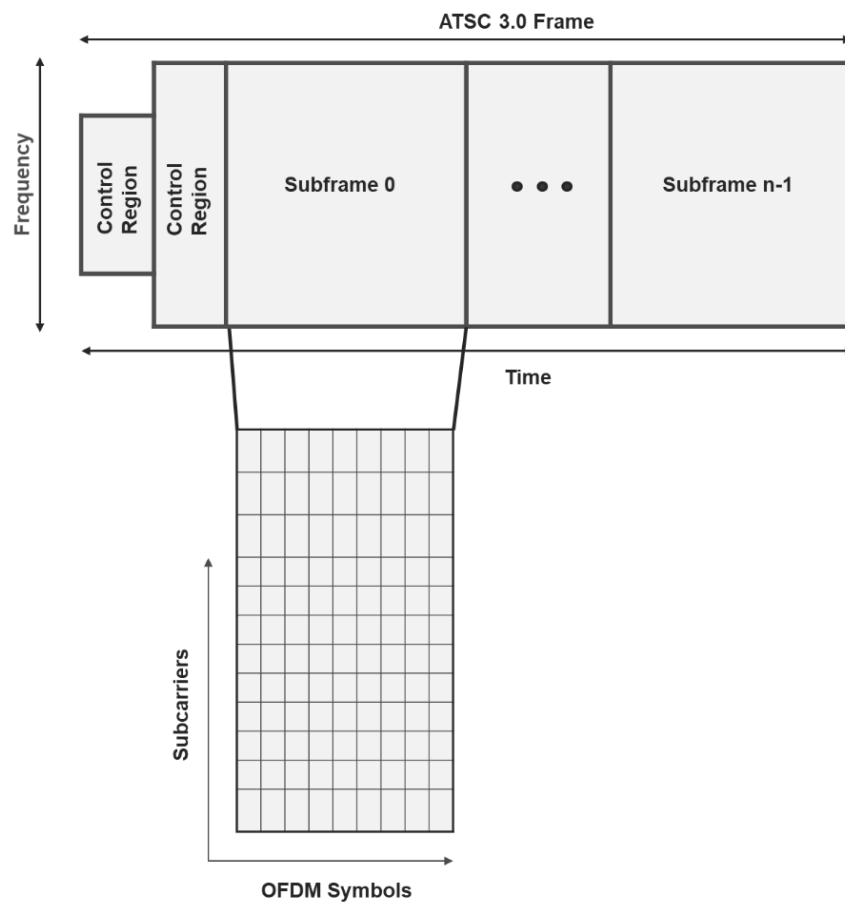 ATSC 3.0 Frame
Frequency
Control
Region
Control
Region
Subframe 0
Subframe n-1
Time
Subcarriers
OFDM Symbols